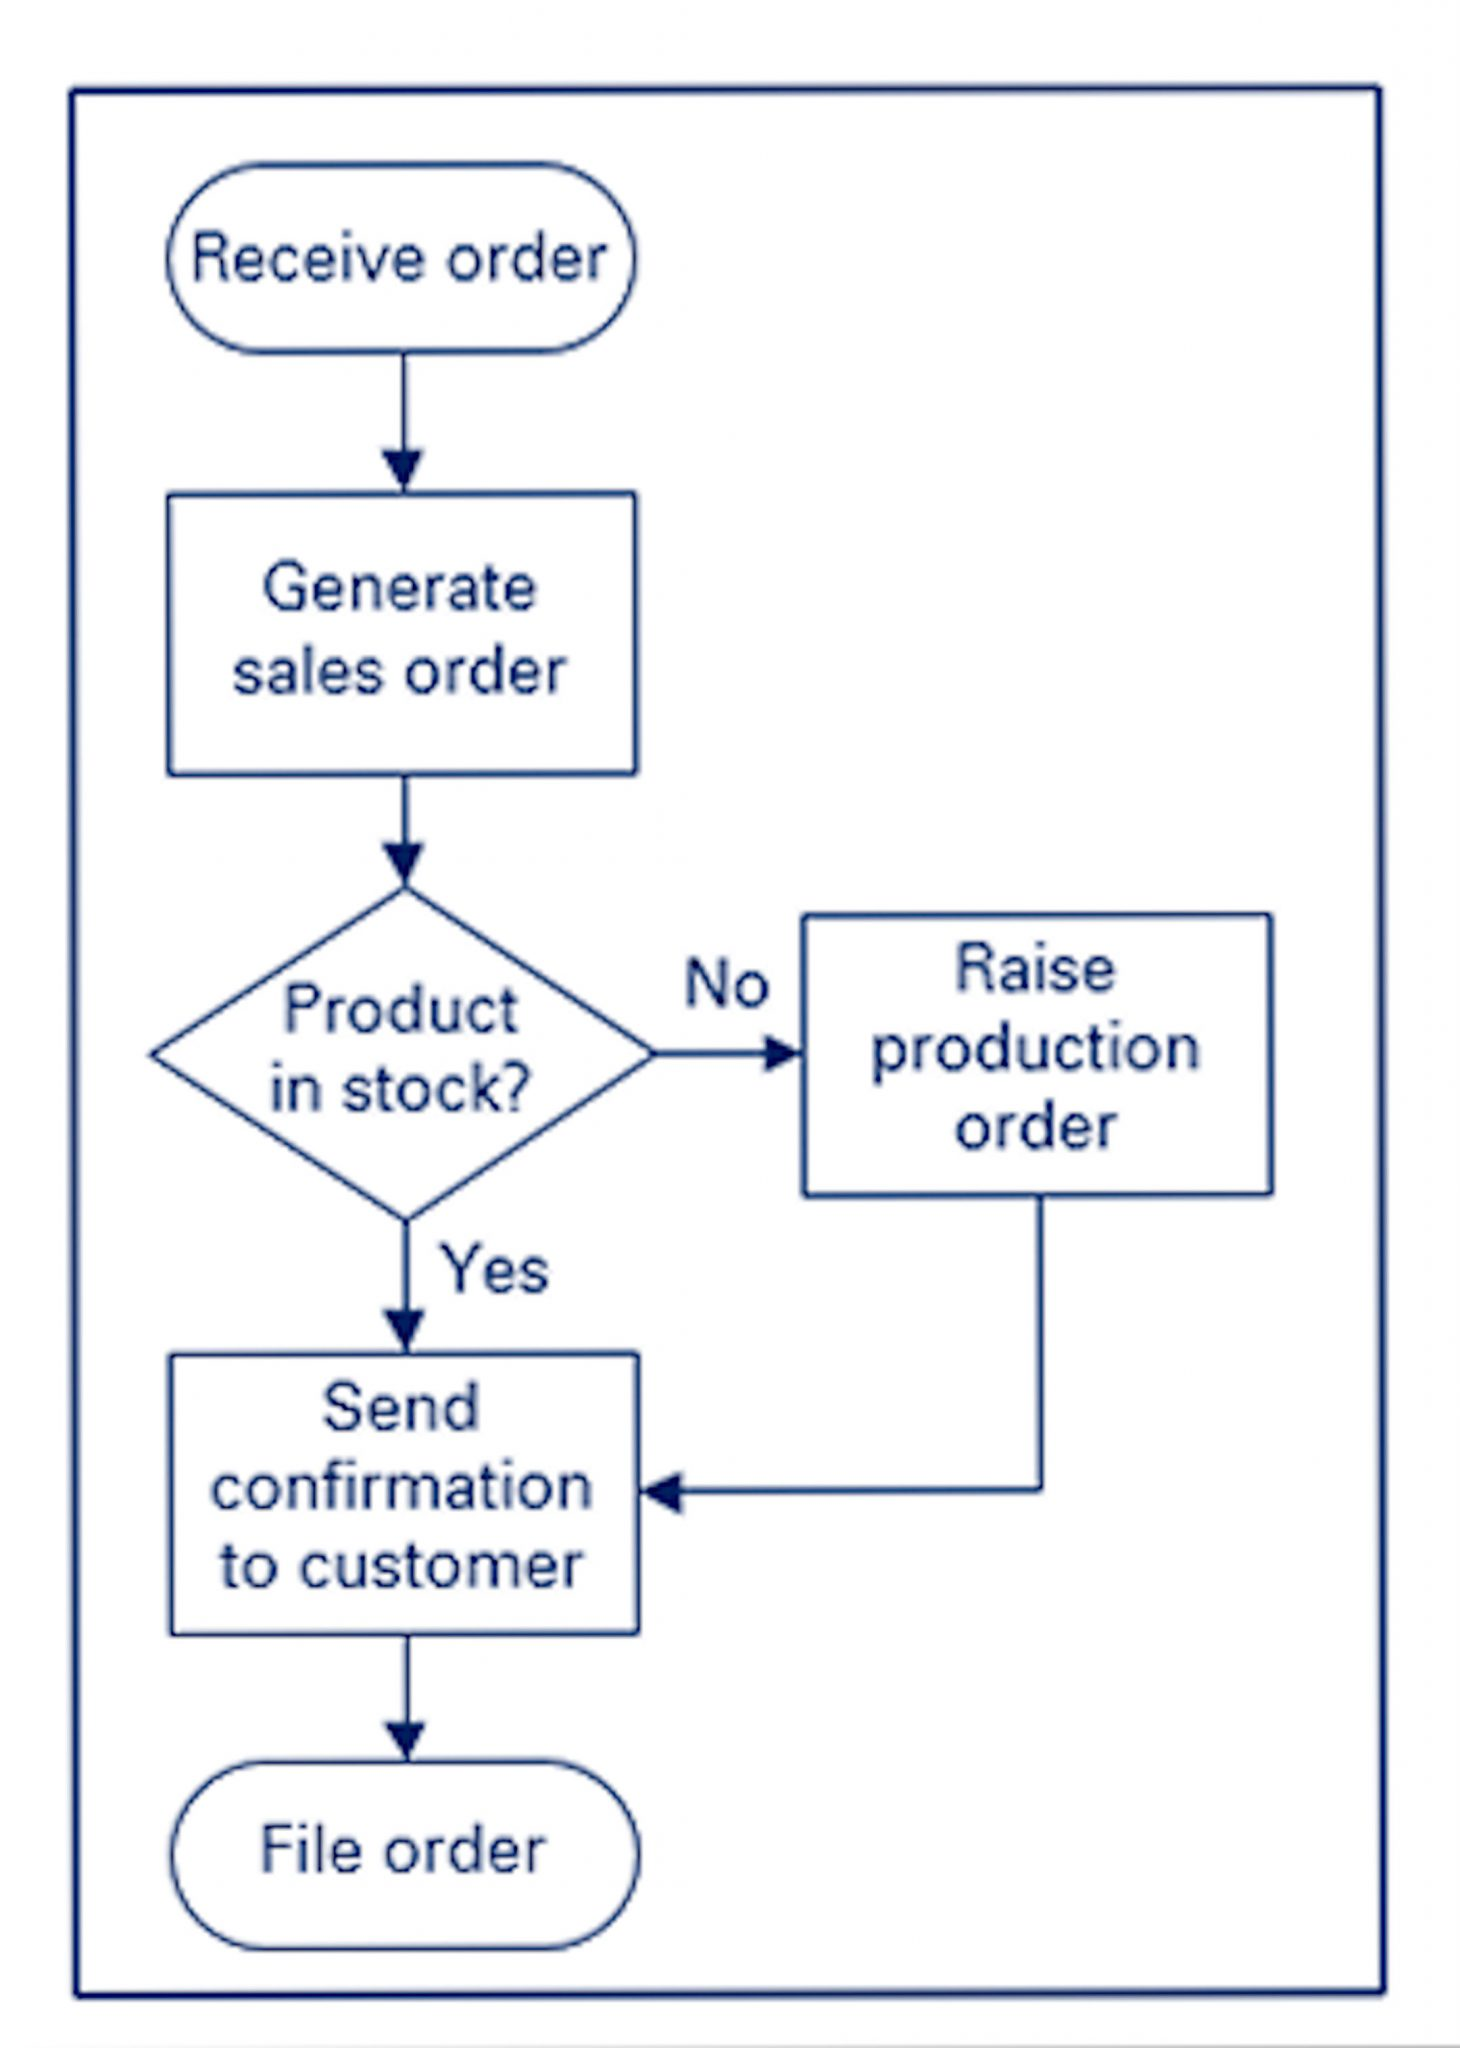 Receive order
Generate
sales order
Product
in stock?
No
Raise
production
order
Yes
Send
confirmation
to customer
File order